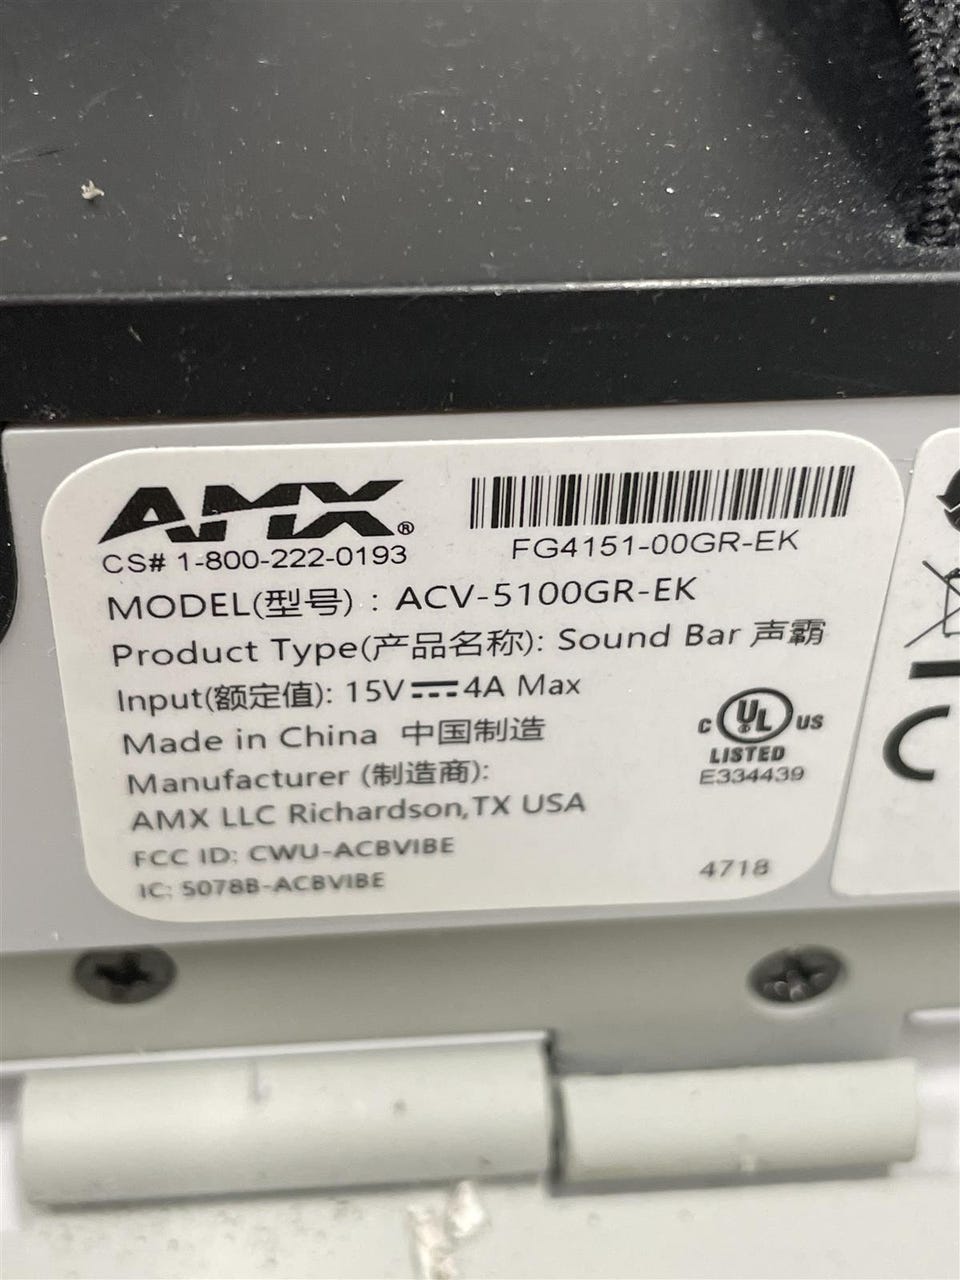 AMX®
CS# 1-800-222-0193
FG4151-00GR-EK
MODEL(型号) : ACV-5100GR-EK
Product Type(产品名称): Sound Bar 声霸
Input(额定值): 15V⎓4A Max
Made in China 中国制造
Manufacturer (制造商):
AMX LLC Richardson,TX USA
FCC ID: CWU-ACBVIBE
IC: 5078B-ACBVIBE
C UL US
LISTED
E334439
4718